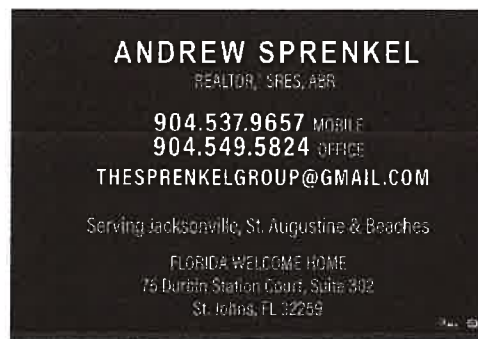 ANDREW SPRENKEL
REALTOR, SRES, ABR
904.537.9657 MOBILE
904.549.5824 OFFICE
THESPRENKELGROUP@GMAIL.COM
Serving Jacksonville, St. Augustine & Beaches
FLORIDA WELCOME HOME
75 Durbin Station Court, Suite 302
St. Johns, FL 32259